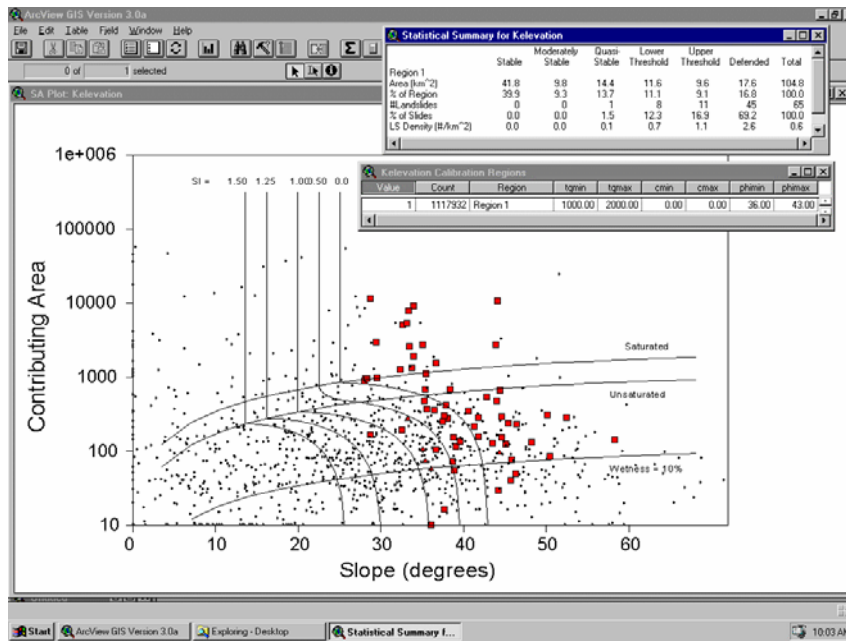 ArcView GIS Version 3.0a
File Edit Table Field Window Help
0 of 1 selected
Statistical Summary for Kelevation
Stable Moderately Stable Quasi-Stable Lower Threshold Upper Threshold Defended Total
Region 1
Area (km^2) 41.8 9.8 14.4 11.6 9.6 17.6 104.8
% of Region 39.9 9.3 13.7 11.1 9.1 16.8 100.0
#Landslides 0 0 1 8 11 45 65
% of Slides 0.0 0.0 1.5 12.3 16.9 69.2 100.0
LS Density (#/km^2) 0.0 0.0 0.1 0.7 1.1 2.6 0.6
SA Plot: Kelevation
Kelevation Calibration Regions
Value Count Region tqmin tqmax cmin cmax phimin phimax
1 1117932 Region 1 1000.00 2000.00 0.00 0.00 36.00 43.00
SI = 1.50 1.25 1.00 0.50 0.0
1e+006
100000
10000
1000
100
10
Contributing Area
Saturated
Unsaturated
Wetness = 10%
0 10 20 30 40 50 60
Slope (degrees)
Start ArcView GIS Version 3.0a Exploring - Desktop Statistical Summary f... 10:03 AM